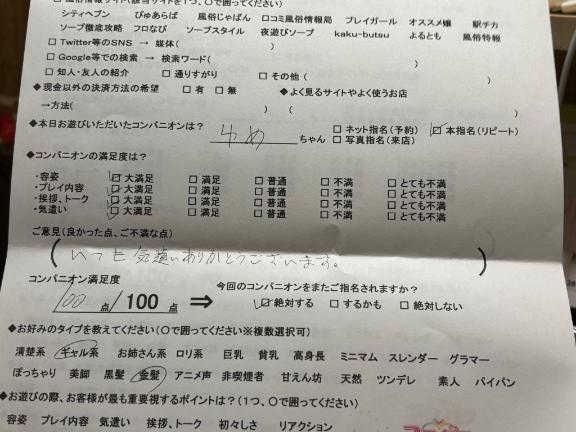 シティヘブン　ぴゅあらば　風俗じゃぱん　口コミ風俗情報局　プレイガール　オススメ嬢　駅チカ
ソープ徹底攻略　フロなび　ソープスタイル　夜遊びソープ　kaku-butsu　よるとも　風俗特報
□ Twitter等のSNS → 媒体（
□ Google等での検索 → 検索ワード（　）
□ 知人・友人の紹介　□ 通りすがり　□ その他（　）
◆現金以外の決済方法の希望　□ 有　□ 無　◆よく見るサイトやよく使うお店
→方法（　）（　）
◆本日お遊びいただいたコンパニオンは？　ゆめ ちゃん　□ ネット指名(予約)　☑ 本指名(リピート)
□ 写真指名(来店)
◆コンパニオンの満足度は？
・容姿　☑ 大満足　□ 満足　□ 普通　□ 不満　□ とても不満
・プレイ内容　☑ 大満足　□ 満足　□ 普通　□ 不満　□ とても不満
・挨拶、トーク　☑ 大満足　□ 満足　□ 普通　□ 不満　□ とても不満
・気遣い　☑ 大満足　□ 満足　□ 普通　□ 不満　□ とても不満
ご意見（良かった点、ご不満な点）
（いつも気遣いありがとうございます。）
コンパニオン満足度　今回のコンパニオンをまたご指名されますか？
100 点/100 点 ⇒ ☑ 絶対する　□ するかも　□ 絶対しない
◆お好みのタイプを教えてください（○で囲ってください※複数選択可）
清楚系　ギャル系　お姉さん系　ロリ系　巨乳　貧乳　高身長　ミニマム　スレンダー　グラマー
ぽっちゃり　美脚　黒髪　金髪　アニメ声　非喫煙者　甘えん坊　天然　ツンデレ　素人　パイパン
◆お遊びの際、お客様が最も重要視するポイントは？（1つ、○で囲ってください）
容姿　プレイ内容　気遣い　挨拶、トーク　初々しさ　リアクション